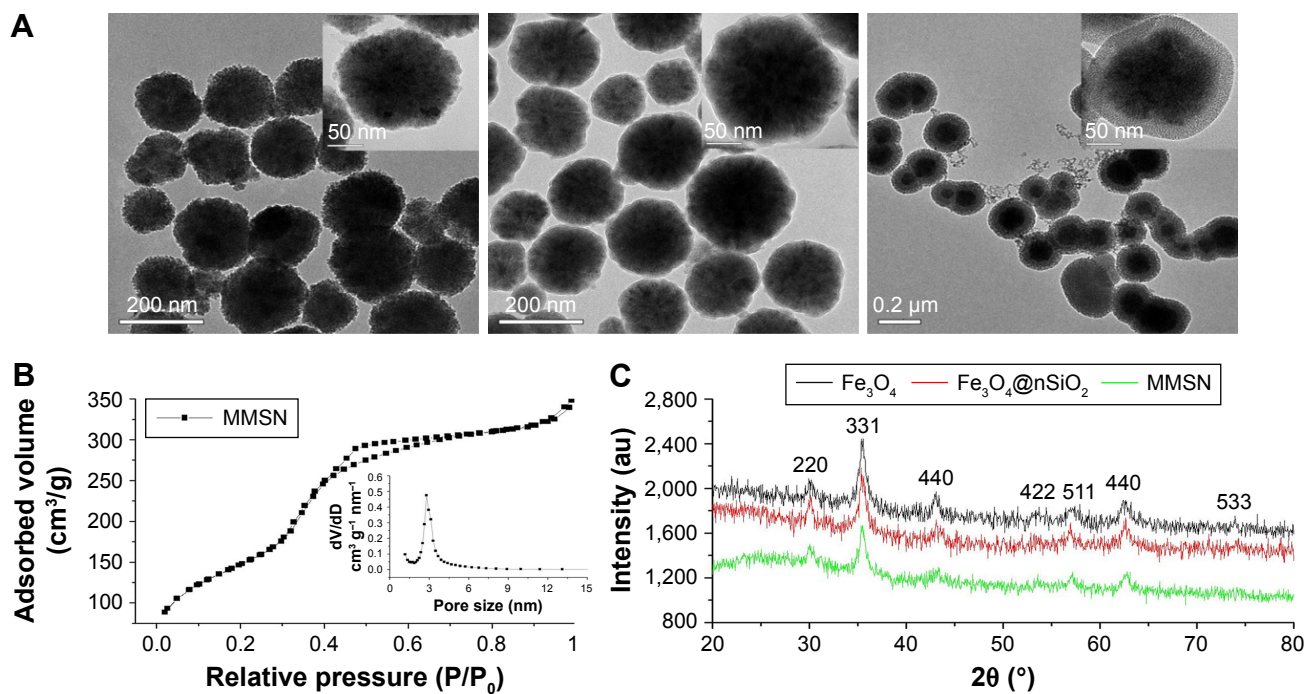 A
50 nm
200 nm
50 nm
200 nm
50 nm
0.2 µm
B
Adsorbed volume
(cm³/g)
350
300
250
200
150
100
MMSN
0.0 0.2 0.4 0.6 0.8 1
Relative pressure (P/P₀)
dV/dD
cm³ g⁻¹ nm⁻¹
0.6
0.5
0.4
0.3
0.2
0.1
0.0
0 3 6 9 12 15
Pore size (nm)
C
Fe₃O₄ Fe₃O₄@nSiO₂ MMSN
Intensity (au)
2,800
2,400
2,000
1,600
1,200
800
220 331 440 422 511 440 533
20 30 40 50 60 70 80
2θ (°)